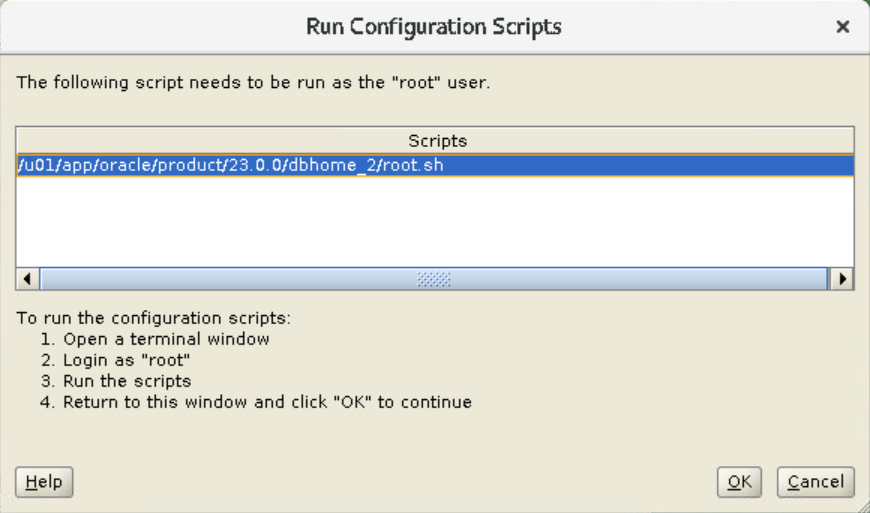 Run Configuration Scripts
The following script needs to be run as the "root" user.
Scripts
/u01/app/oracle/product/23.0.0/dbhome_2/root.sh
To run the configuration scripts:
1. Open a terminal window
2. Login as "root"
3. Run the scripts
4. Return to this window and click "OK" to continue
Help
OK
Cancel